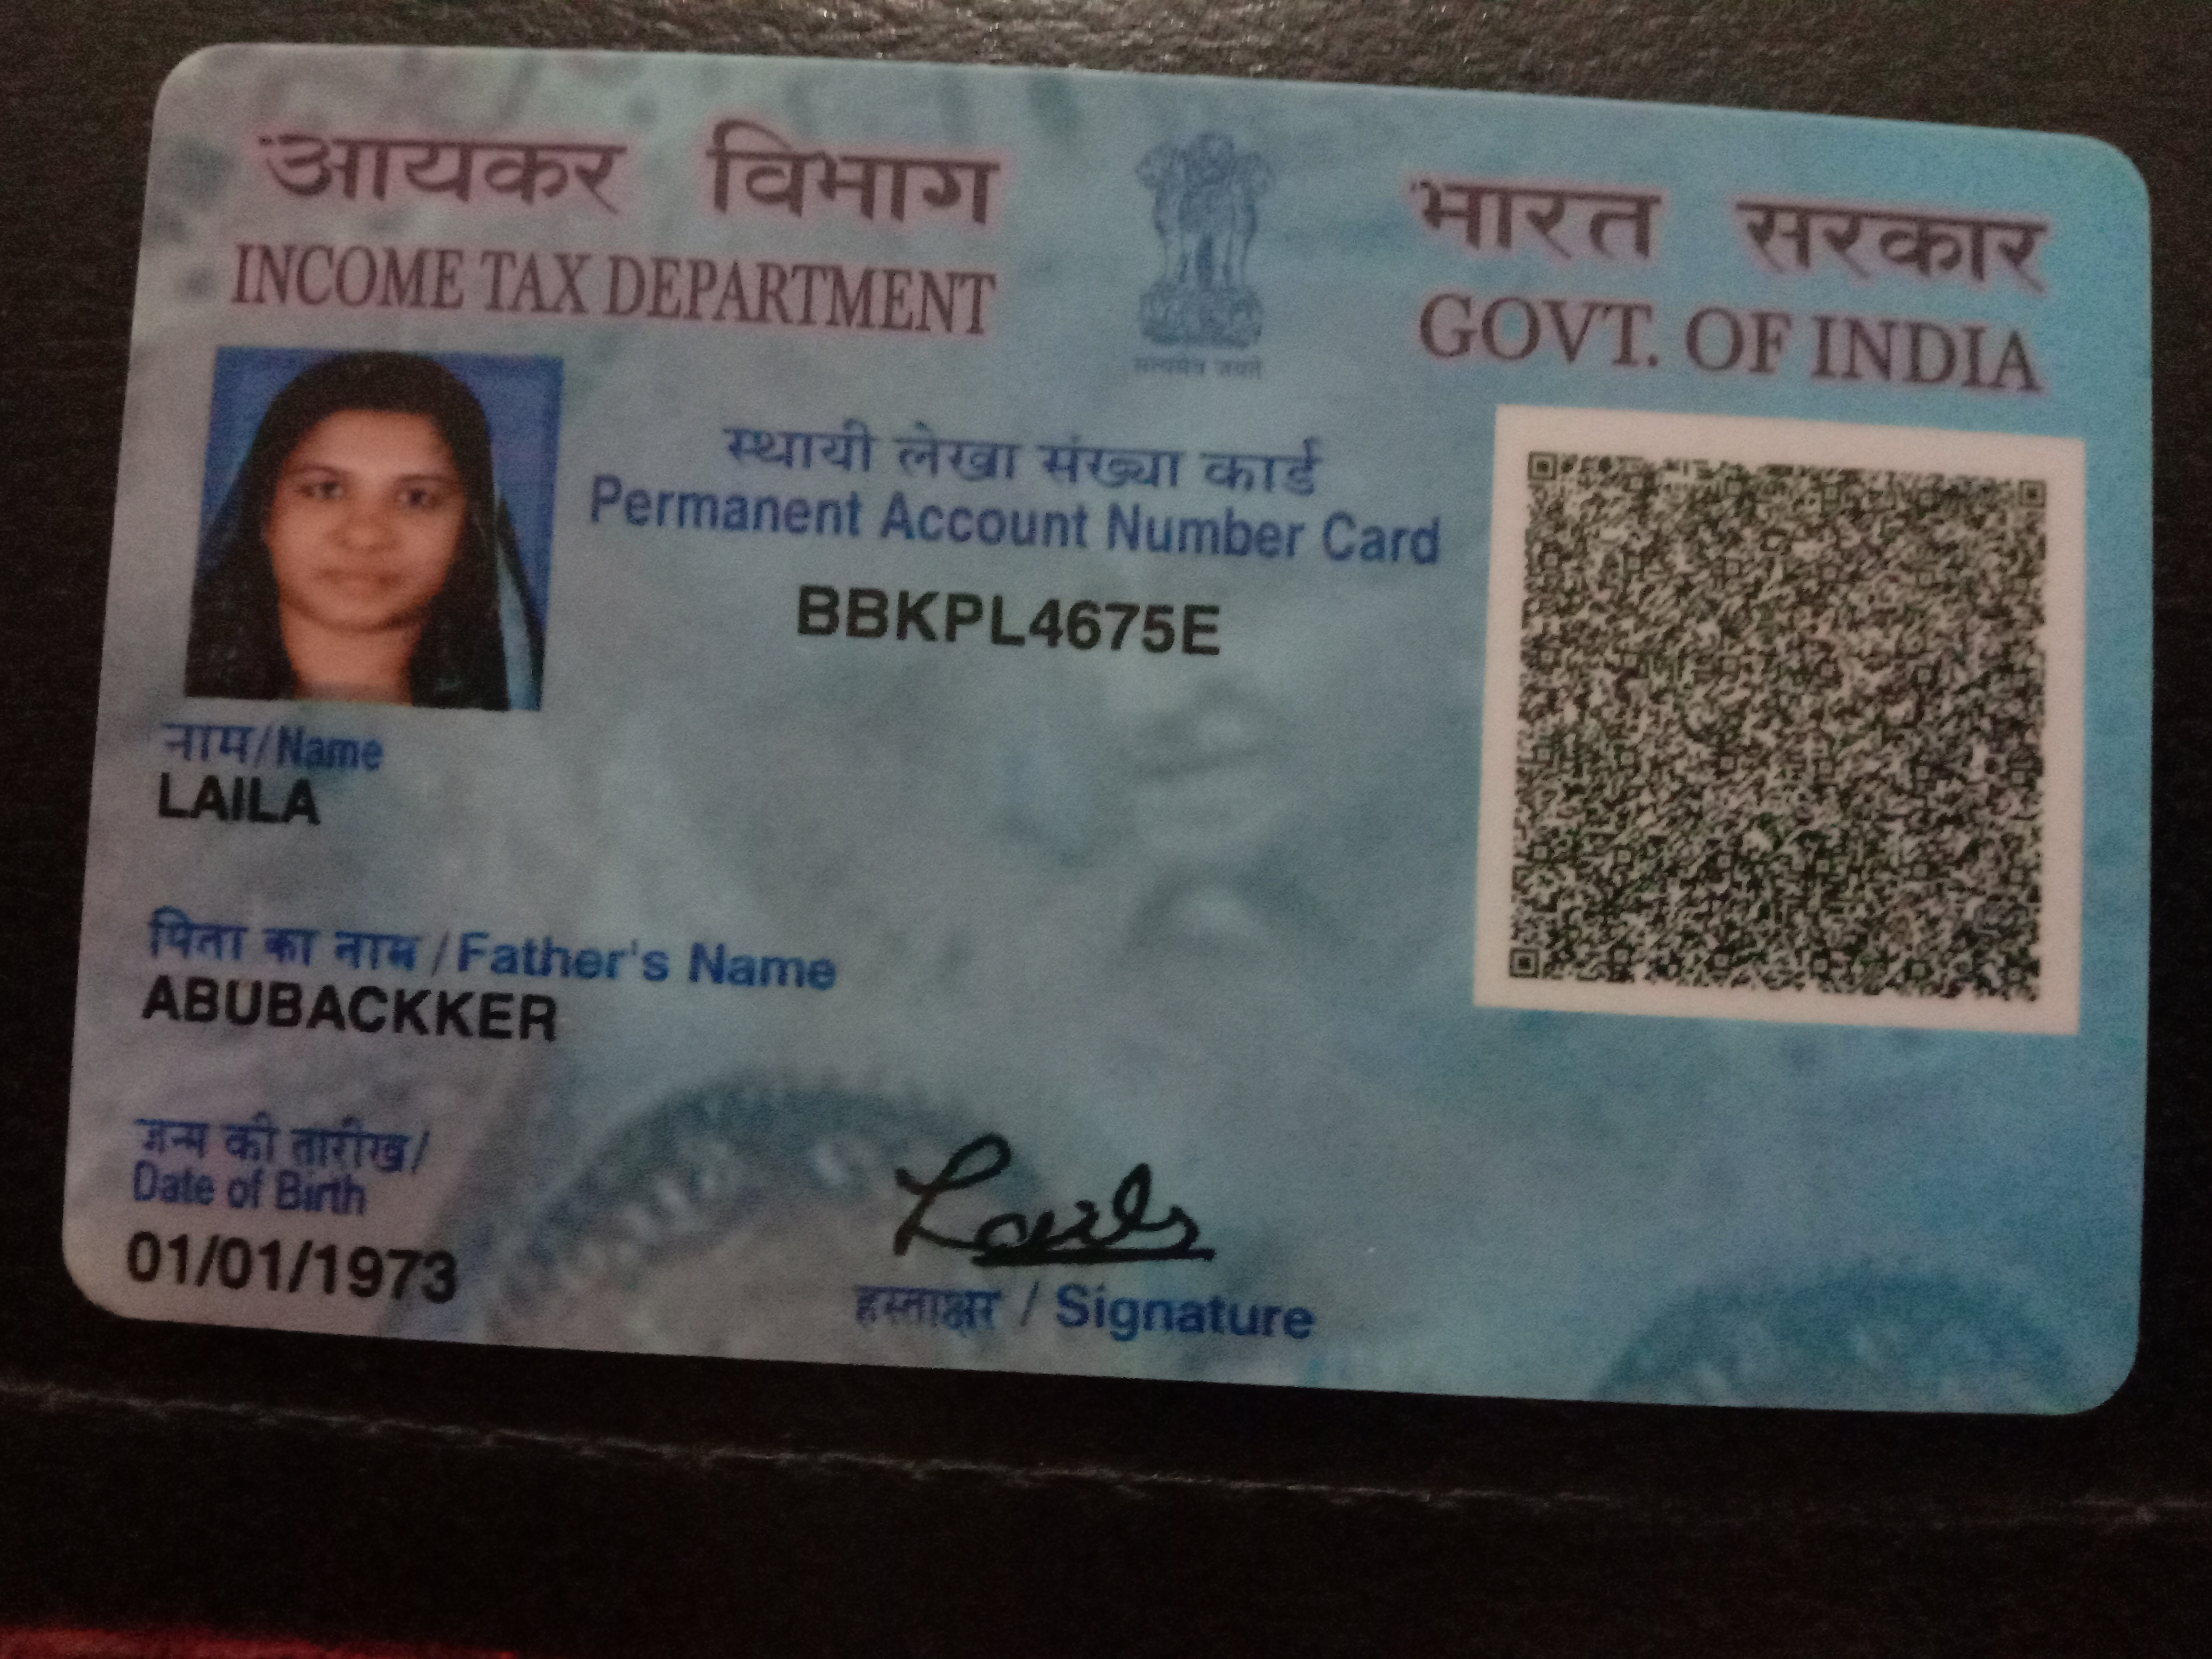 आयकर विभाग
INCOME TAX DEPARTMENT
सत्यमेव जयते
भारत सरकार
GOVT. OF INDIA
स्थायी लेखा संख्या कार्ड
Permanent Account Number Card
BBKPL4675E
नाम/Name
LAILA
पिता का नाम / Father's Name
ABUBACKKER
जन्म की तारीख/
Date of Birth
01/01/1973
Laila
हस्ताक्षर / Signature